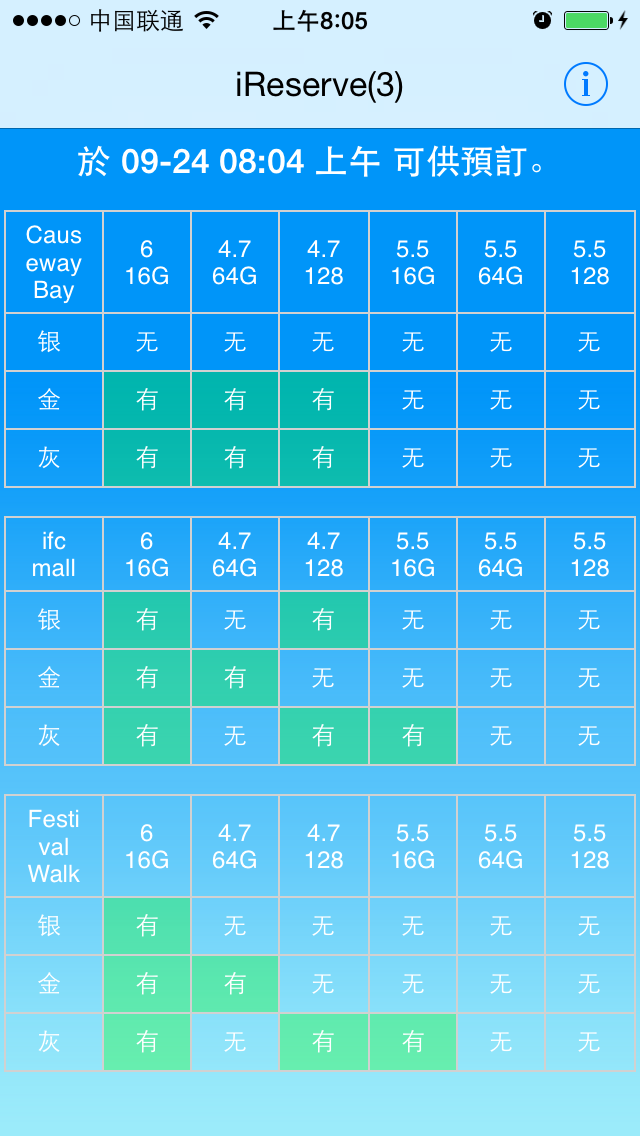 中国联通 上午8:05
iReserve(3) i
於 09-24 08:04 上午 可供預訂。
Caus
eway
Bay
6
16G
4.7
64G
4.7
128
5.5
16G
5.5
64G
5.5
128
银 无 无 无 无 无 无
金 有 有 有 无 无 无
灰 有 有 有 无 无 无
ifc
mall
6
16G
4.7
64G
4.7
128
5.5
16G
5.5
64G
5.5
128
银 有 无 有 无 无 无
金 有 有 无 无 无 无
灰 有 无 有 有 无 无
Festi
val
Walk
6
16G
4.7
64G
4.7
128
5.5
16G
5.5
64G
5.5
128
银 有 无 无 无 无 无
金 有 有 无 无 无 无
灰 有 无 有 有 无 无